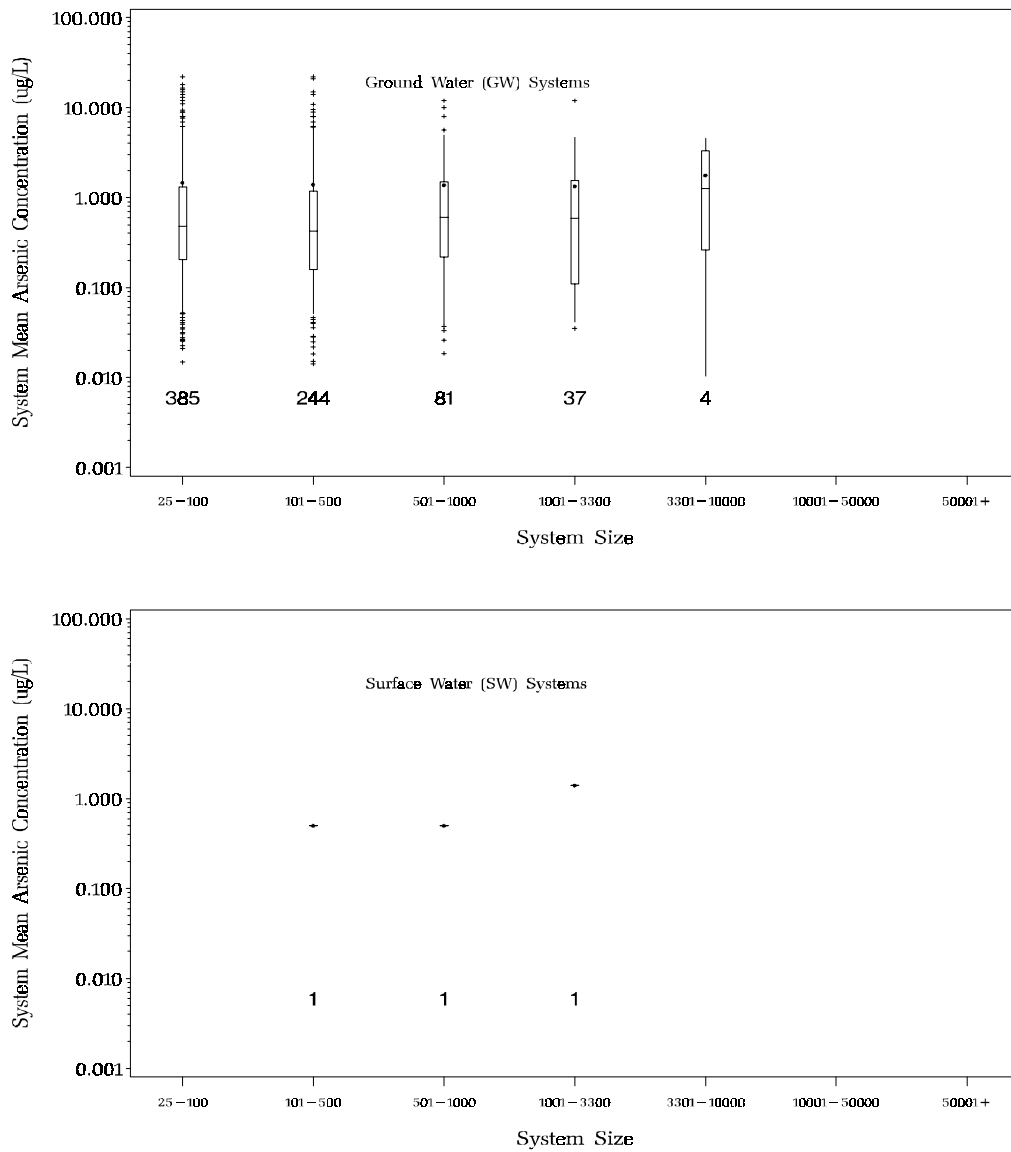 System Mean Arsenic Concentration (ug/L)
Ground Water (GW) Systems
100.000
10.000
1.000
0.100
0.010
0.001
385 244 81 37 4
25-100 101-500 501-1000 1001-3300 3301-10000 10001-50000 50001+
System Size
System Mean Arsenic Concentration (ug/L)
Surface Water (SW) Systems
100.000
10.000
1.000
0.100
0.010
0.001
1 1 1
25-100 101-500 501-1000 1001-3300 3301-10000 10001-50000 50001+
System Size